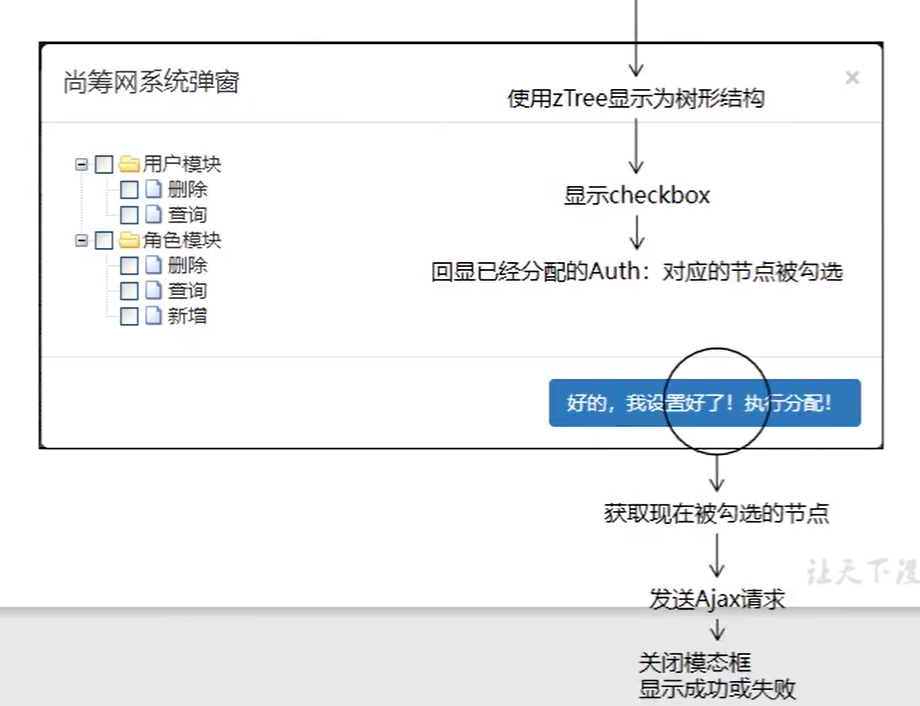 尚筹网系统弹窗
×
使用zTree显示为树形结构
用户模块
显示checkbox
删除
查询
角色模块
删除
回显已经分配的Auth：对应的节点被勾选
查询
新增
好的，我设置好了！执行分配！
获取现在被勾选的节点
让天下没
发送Ajax请求
关闭模态框
显示成功或失败